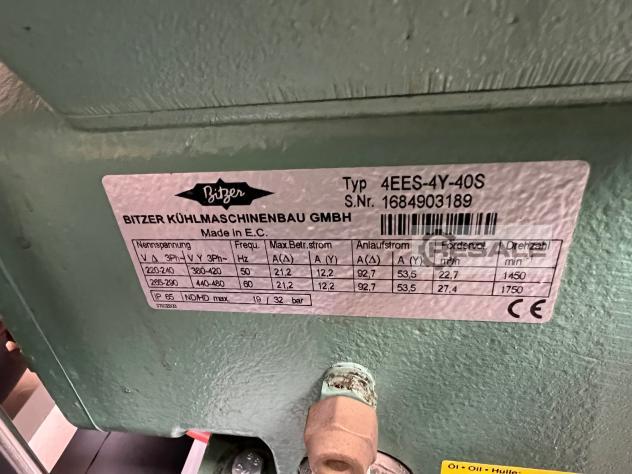 Bitzer
Typ 4EES-4Y-40S
S.Nr. 1684903189
BITZER KÜHLMASCHINENBAU GMBH
Made in E.C.
Nennspannung Frequ. Max.Betr.strom Anlaufstrom Fördervol. Drehzahl
V Δ 3Ph~ V Y 3Ph~ Hz A(Δ) A (Y) A(Δ) A (Y) min
220-240 380-420 50 21,2 12,2 92,7 53,5 22,7 1450
265-290 440-480 60 21,2 12,2 92,7 53,5 27,4 1750
IP 65 ND/HD max. 19 / 32 bar
CE
Öl - Oil - Huile: